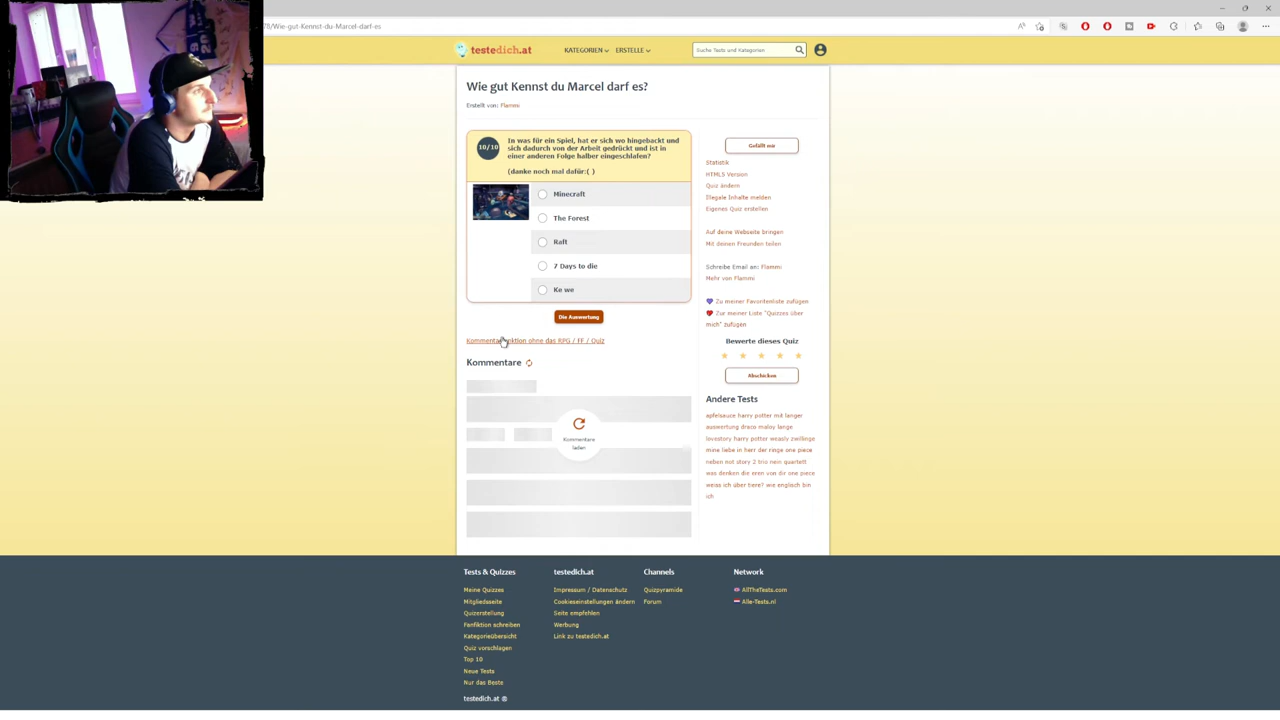 78/Wie-gut-Kennst-du-Marcel-darf-es
testedich.at
KATEGORIEN
ERSTELLE
Suche Tests und Kategorien
Wie gut Kennst du Marcel darf es?
Erstellt von: Flammi
10/10
In was für ein Spiel, hat er sich wo hingebackt und
sich dadurch von der Arbeit gedrückt und ist in
einer anderen Folge halber eingeschlafen?
(danke noch mal dafür:( )
Minecraft
The Forest
Raft
7 Days to die
Ke we
Die Auswertung
ohne das RPG / FF / Quiz
Kommentare
Kommentare
laden
Gefällt mir
Statistik
HTML5 Version
Quiz ändern
Illegale Inhalte melden
Eigenes Quiz erstellen
Auf deine Webseite bringen
Mit deinen Freunden teilen
Schreibe Email an: Flammi
Mehr von Flammi
Zu meiner Favoritenliste zufügen
Zur meiner Liste "Quizzes über
mich" zufügen
Bewerte dieses Quiz
Abschicken
Andere Tests
apfelsauce harry potter mit langer
auswertung draco maloy lange
lovestory harry potter weasly zwillinge
mine liebe in herr der ringe one piece
neben not story 2 trio nein quartett
was denken die oren von dir one piece
weiss ich über tiere? wie englisch bin
ich
Tests & Quizzes
Meine Quizzes
Mitgliedsseite
Quizerstellung
Fanfiktion schreiben
Kategorieübersicht
Quiz vorschlagen
Top 10
Neue Tests
Nur das Beste
testedich.at
testedich.at
Impressum / Datenschutz
Cookieseinstellungen ändern
Seite empfehlen
Werbung
Link zu testedich.at
Channels
Quizpyramide
Forum
Network
AllTheTests.com
Alle-Tests.nl